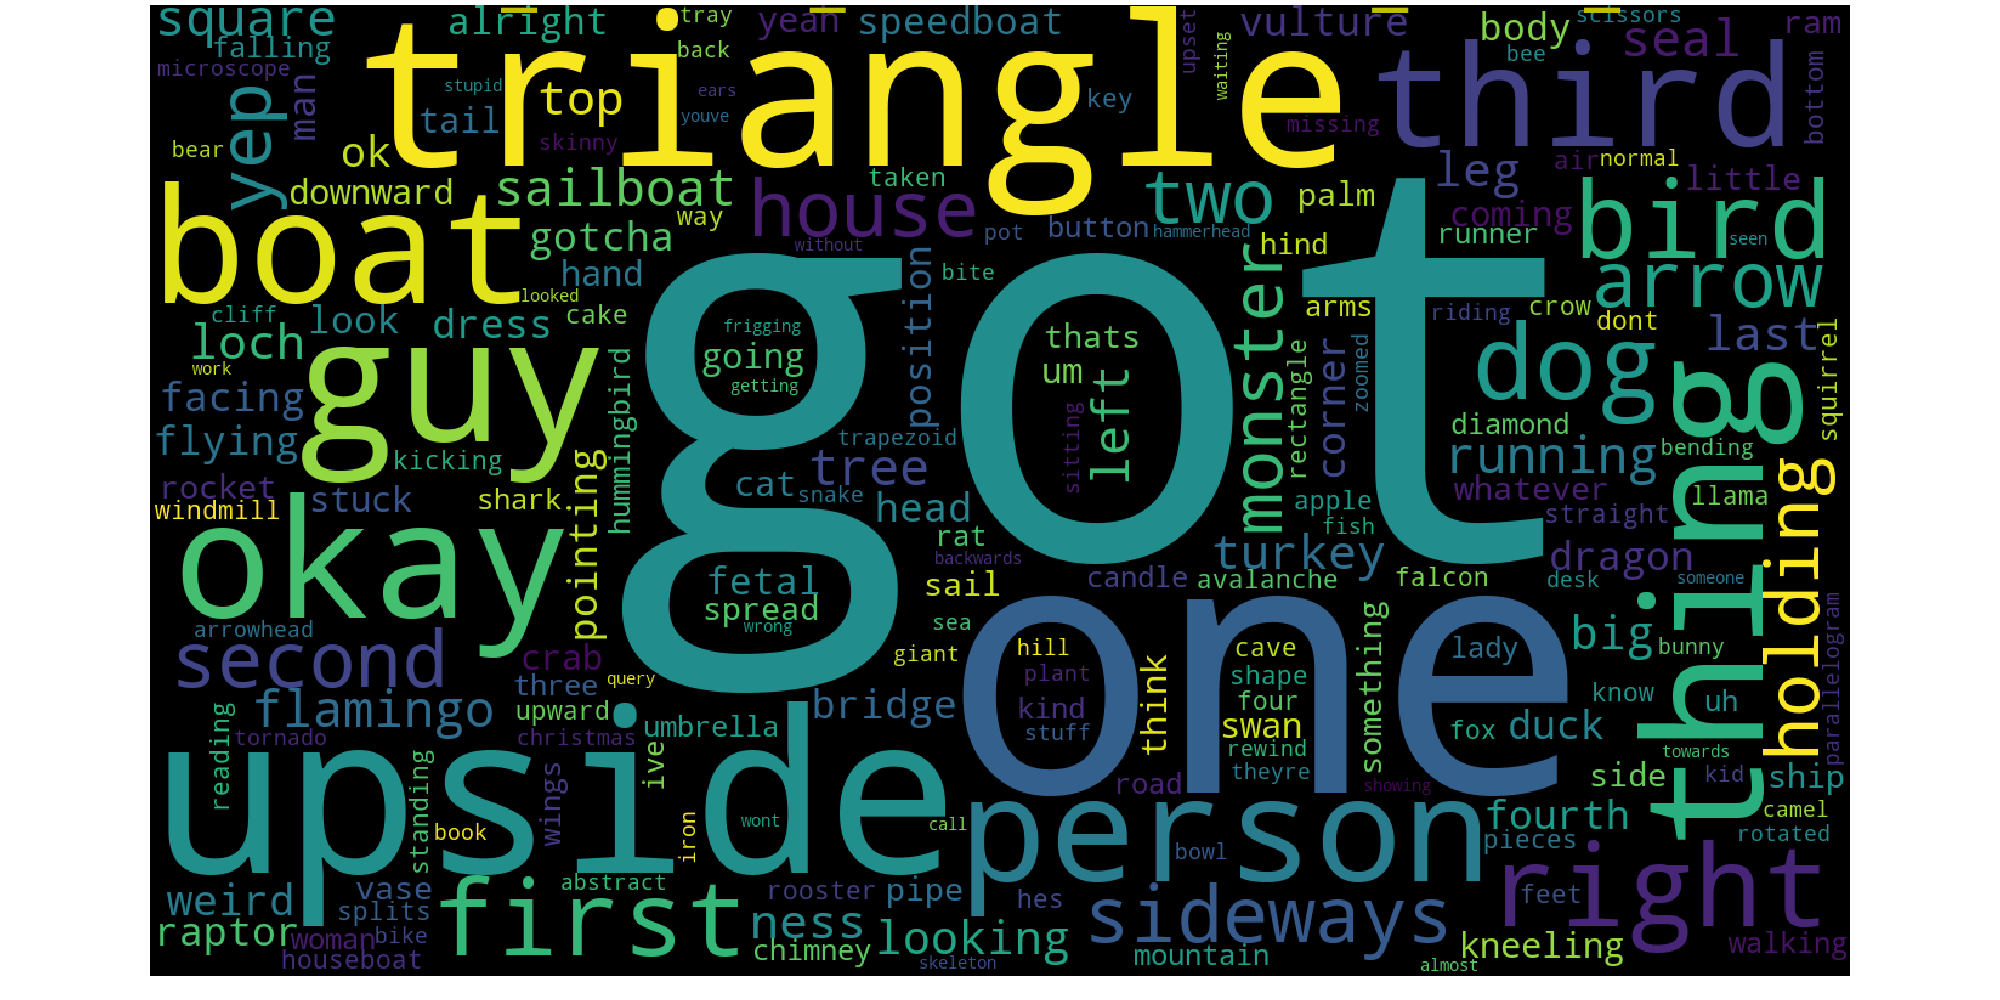 square
alright
tray
yeah
speedboat
vulture
scissors
body
seal
ram
falling
microscope
man
stupid
back
upset
waiting
bee
bottom
triangle
third
yep
tail
top
ears
youve
key
skinny
missing
bear
ok
downward
sailboat
taken
house
two
palm
leg
air
normal
little
coming
bird
boat
gotcha
way
without
pot
button
hammerhead
hind
runner
seen
hand
looked
position
bite
monster
arms
arrow
cliff
loch
look
dress
cake
frigging
going
getting
got
thats
um
left
sitting
rectangle
corner
zoomed
riding
crow
dont
last
squirrel
work
guy
hummingbird
facing
flying
kicking
trapezoid
tree
cat
snake
head
dog
diamond
running
bending
thing
rocket
stuck
shark
windmill
pointing
apple
fish
whatever
straight
llama
holding
okay
rat
backwards
turkey
dragon
fetal
spread
wrong
sail
candle
avalanche
falcon
desk
someone
arrowhead
sea
one
something
big
parallelogram
second
crab
three
query
giant
hill
plant
kind
stuff
think
cave
shape
four
swan
rewind
theyre
lady
bunny
know
uh
flamingo
upward
umbrella
bridge
fox
duck
towards
reading
tornado
christmas
ive
road
showing
side
kid
ship
upside
standing
book
wings
iron
wont
call
person
fourth
camel
rotated
pieces
bowl
weird
vase
splits
first
abstract
rooster
pipe
hes
sideways
feet
right
raptor
woman
bike
houseboat
ness
chimney
looking
skeleton
mountain
almost
kneeling
walking